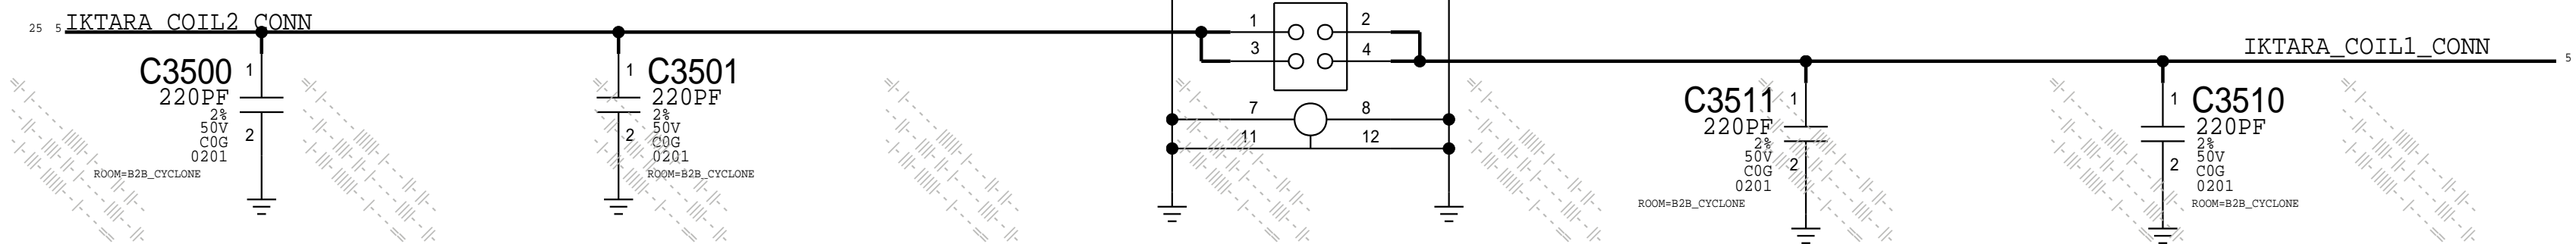 25 5 IKTARA_COIL2_CONN
C3500 1
220PF
2%
50V
C0G
0201
2
ROOM=B2B_CYCLONE
1 C3501
220PF
2%
50V
C0G
0201
2
ROOM=B2B_CYCLONE
1 2
3 4
7 8
11 12
IKTARA_COIL1_CONN 5
C3511 1
220PF
2%
50V
C0G
0201
2
ROOM=B2B_CYCLONE
1 C3510
220PF
2%
50V
C0G
0201
2
ROOM=B2B_CYCLONE